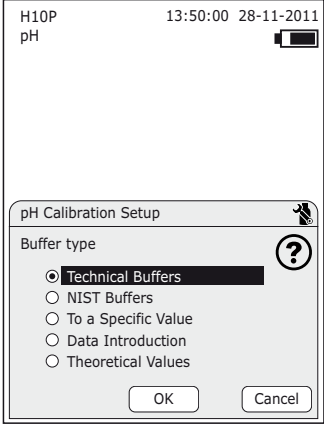 H10P 13:50:00 28-11-2011
pH
pH Calibration Setup
Buffer type
?
Technical Buffers
NIST Buffers
To a Specific Value
Data Introduction
Theoretical Values
OK Cancel